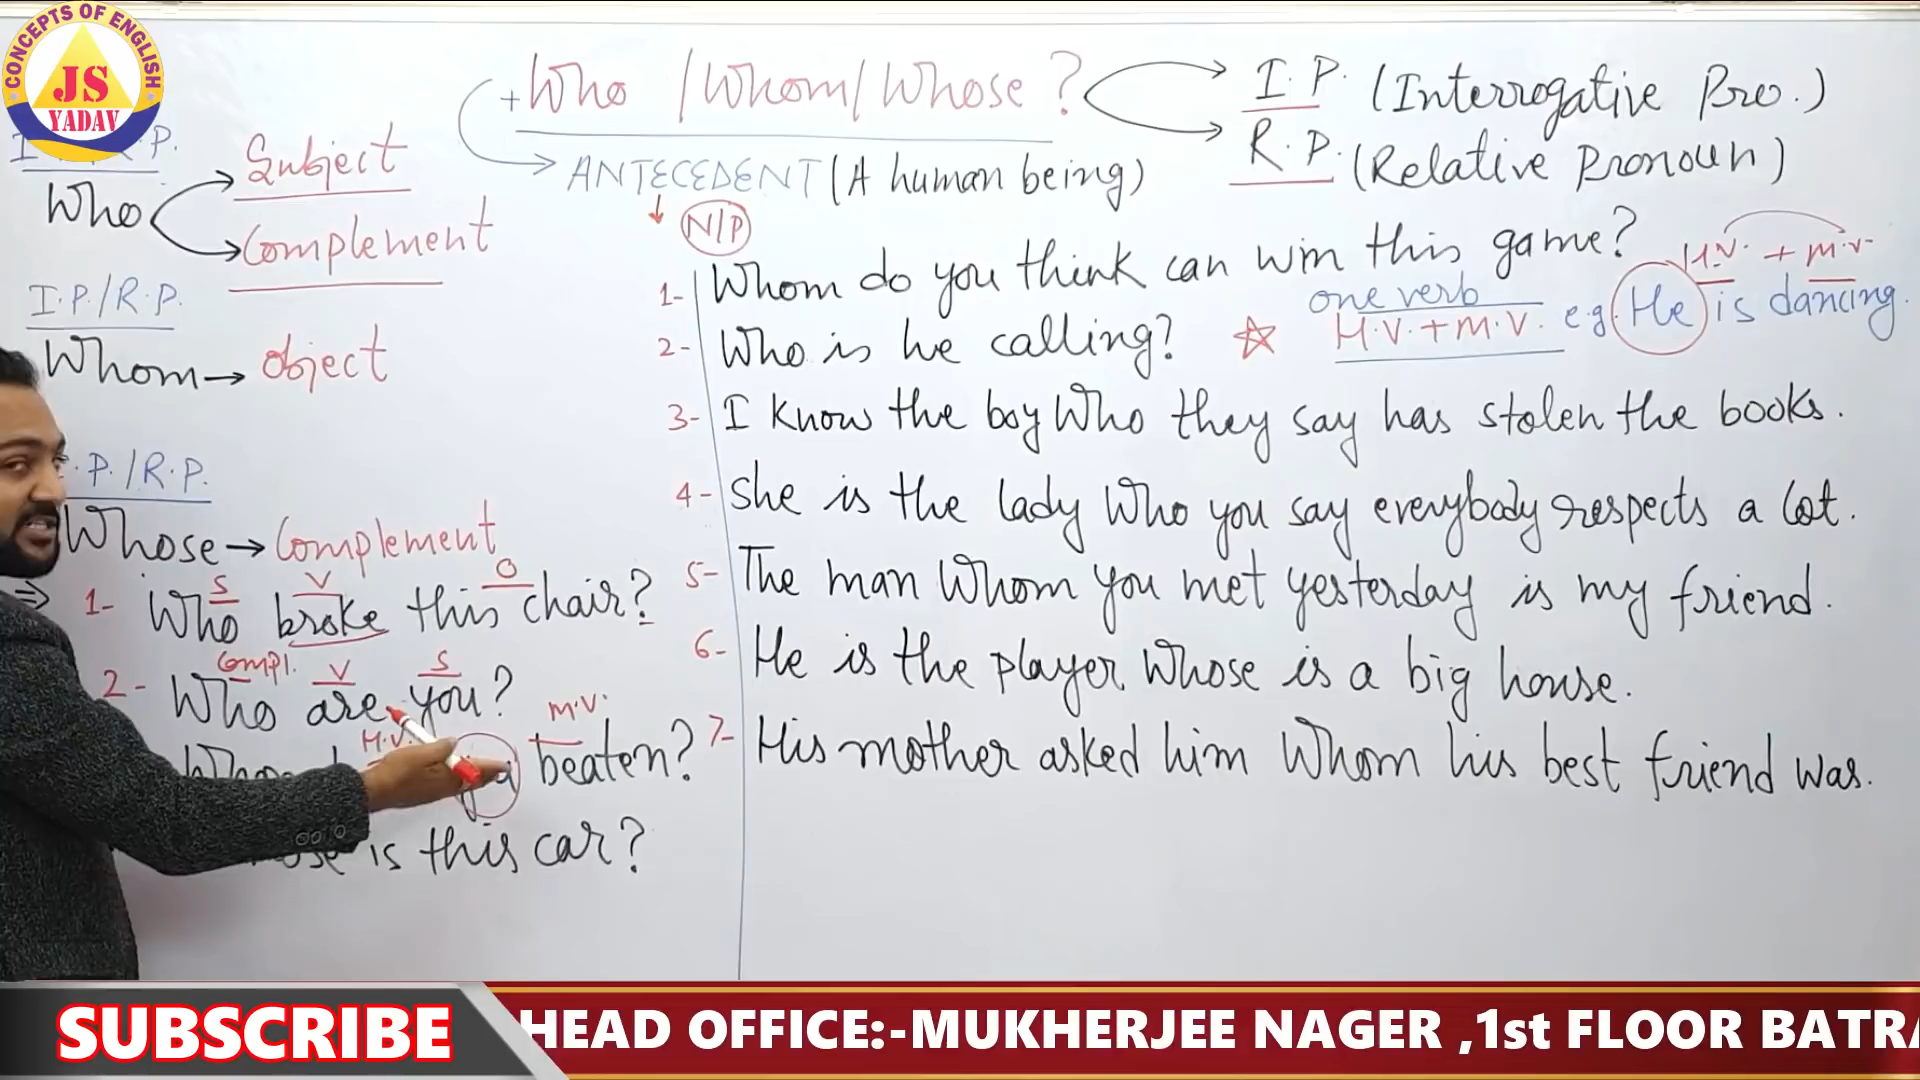 CONCEPTS OF ENGLISH
JS
YADAV
+ Who / Whom / Whose ?
I. P. (Interrogative Pro.)
R. P. (Relative Pronoun)
ANTECEDENT (A human being)
N/P
P.
Who
Subject
Complement
I.P./R.P.
Whom → object
P./R.P.
Whose → Complement
S V O
1- Who broke this chair?
Compl. V S
2- Who are you?
H.V. M.V.
beaten?
is this car?
1- Whom do you think can win this game?
2- Who is he calling?
one verb
H.V. + M.V. e.g. He is dancing.
H.V. + M.V.
3- I know the boy Who they say has stolen the books.
4- She is the lady Who you say everybody respects a lot.
5- The man Whom you met yesterday is my friend.
6- He is the player Whose is a big house.
7- His mother asked him Whom his best friend was.
SUBSCRIBE
HEAD OFFICE:-MUKHERJEE NAGER ,1st FLOOR BATRA